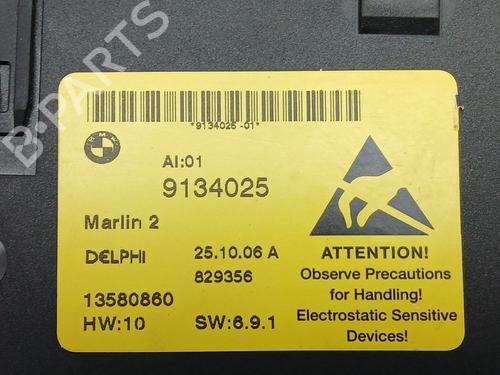 B-PARTS
*9134025-01*
BMW
AI:01
9134025
Marlin 2
DELPHI
25.10.06 A
829356
13580860
HW:10
SW:6.9.1
ATTENTION!
Observe Precautions
for Handling!
Electrostatic Sensitive
Devices!